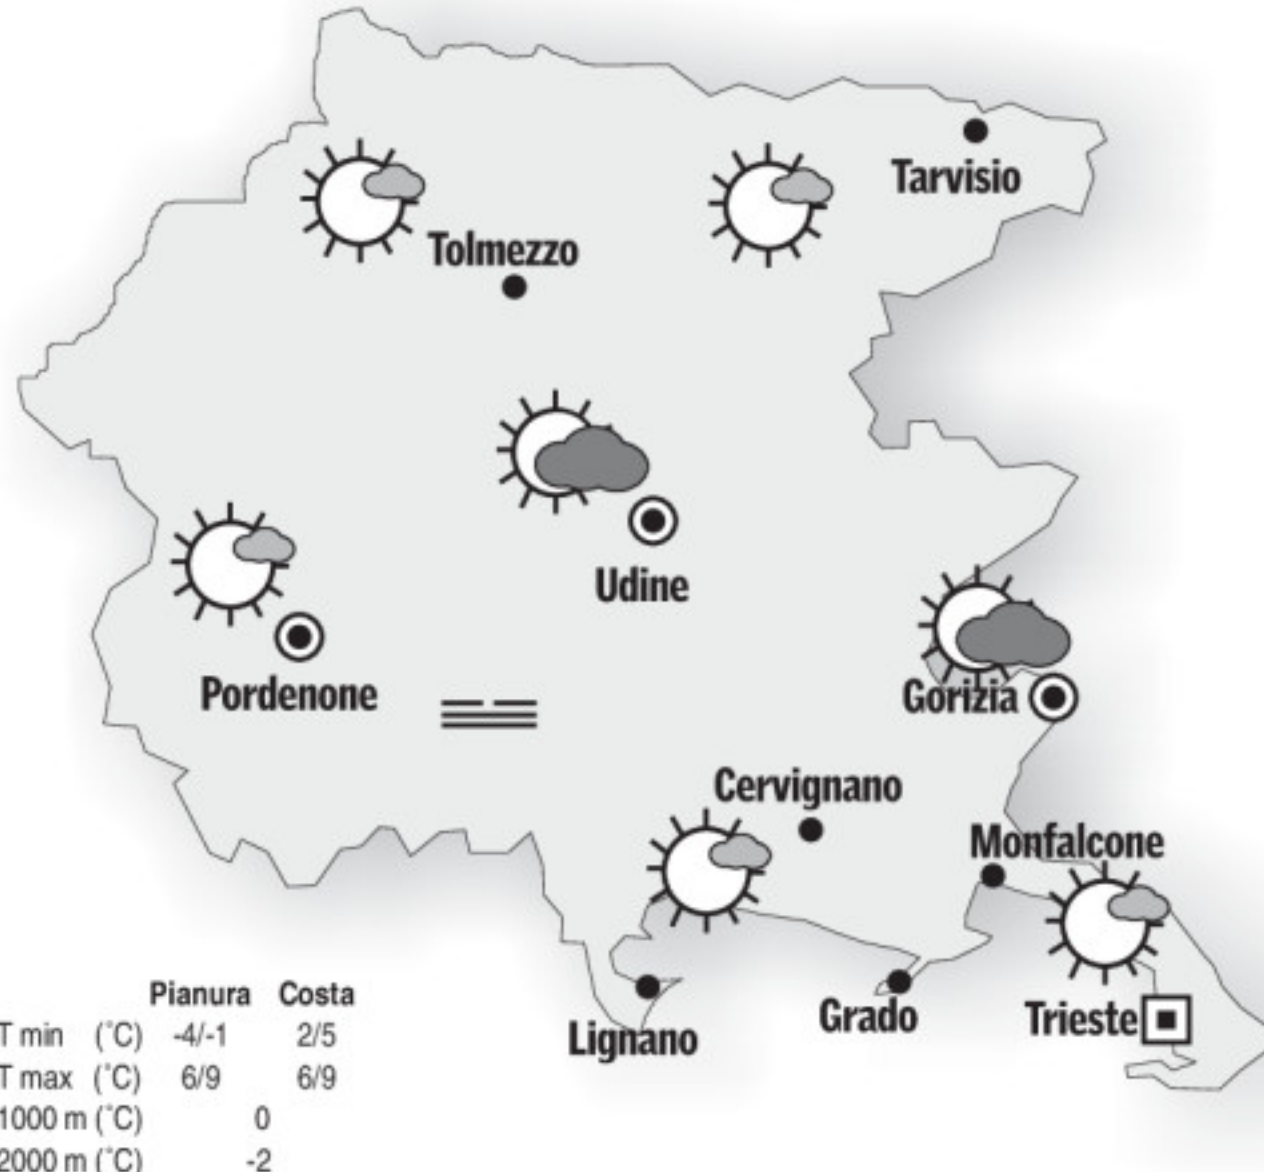 Tarvisio
Tolmezzo
Udine
Pordenone
Gorizia
Cervignano
Monfalcone
Lignano
Grado
Trieste
Pianura Costa
T min (°C) -4/-1 2/5
T max (°C) 6/9 6/9
1000 m (°C) 0
2000 m (°C) -2